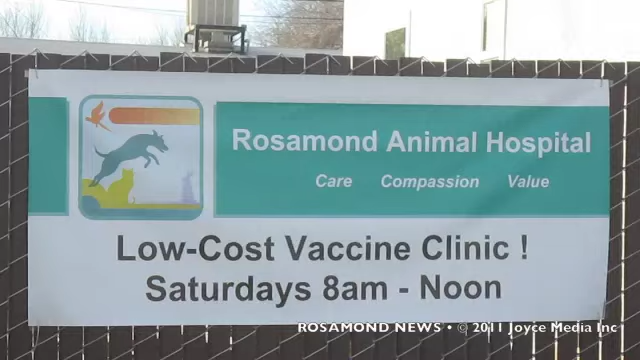 Rosamond Animal Hospital
Care Compassion Value
Low-Cost Vaccine Clinic !
Saturdays 8am - Noon
ROSAMOND NEWS • © 2011 Joyce Media Inc